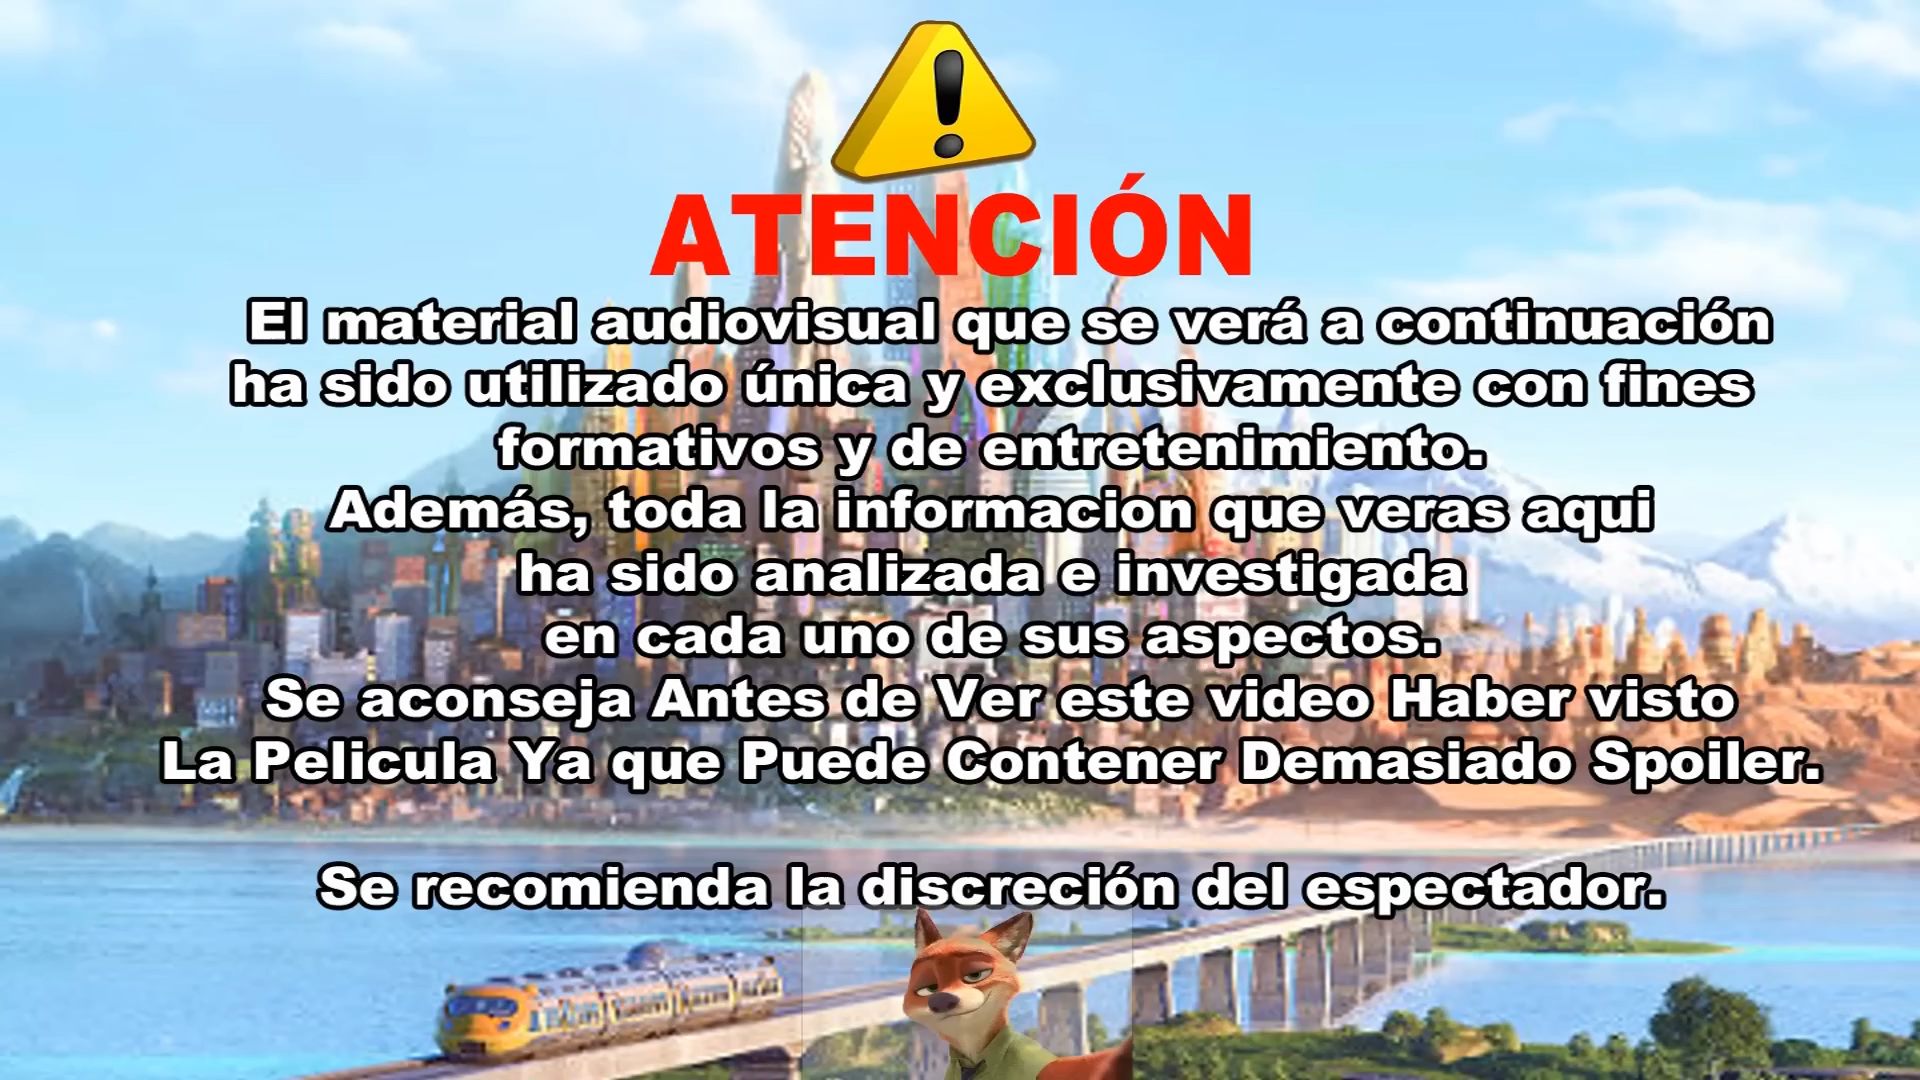 ATENCIÓN
El material audiovisual que se verá a continuación
ha sido utilizado única y exclusivamente con fines
formativos y de entretenimiento.
Además, toda la informacion que veras aqui
ha sido analizada e investigada
en cada uno de sus aspectos.
Se aconseja Antes de Ver este video Haber visto
La Pelicula Ya que Puede Contener Demasiado Spoiler.
Se recomienda la discreción del espectador.